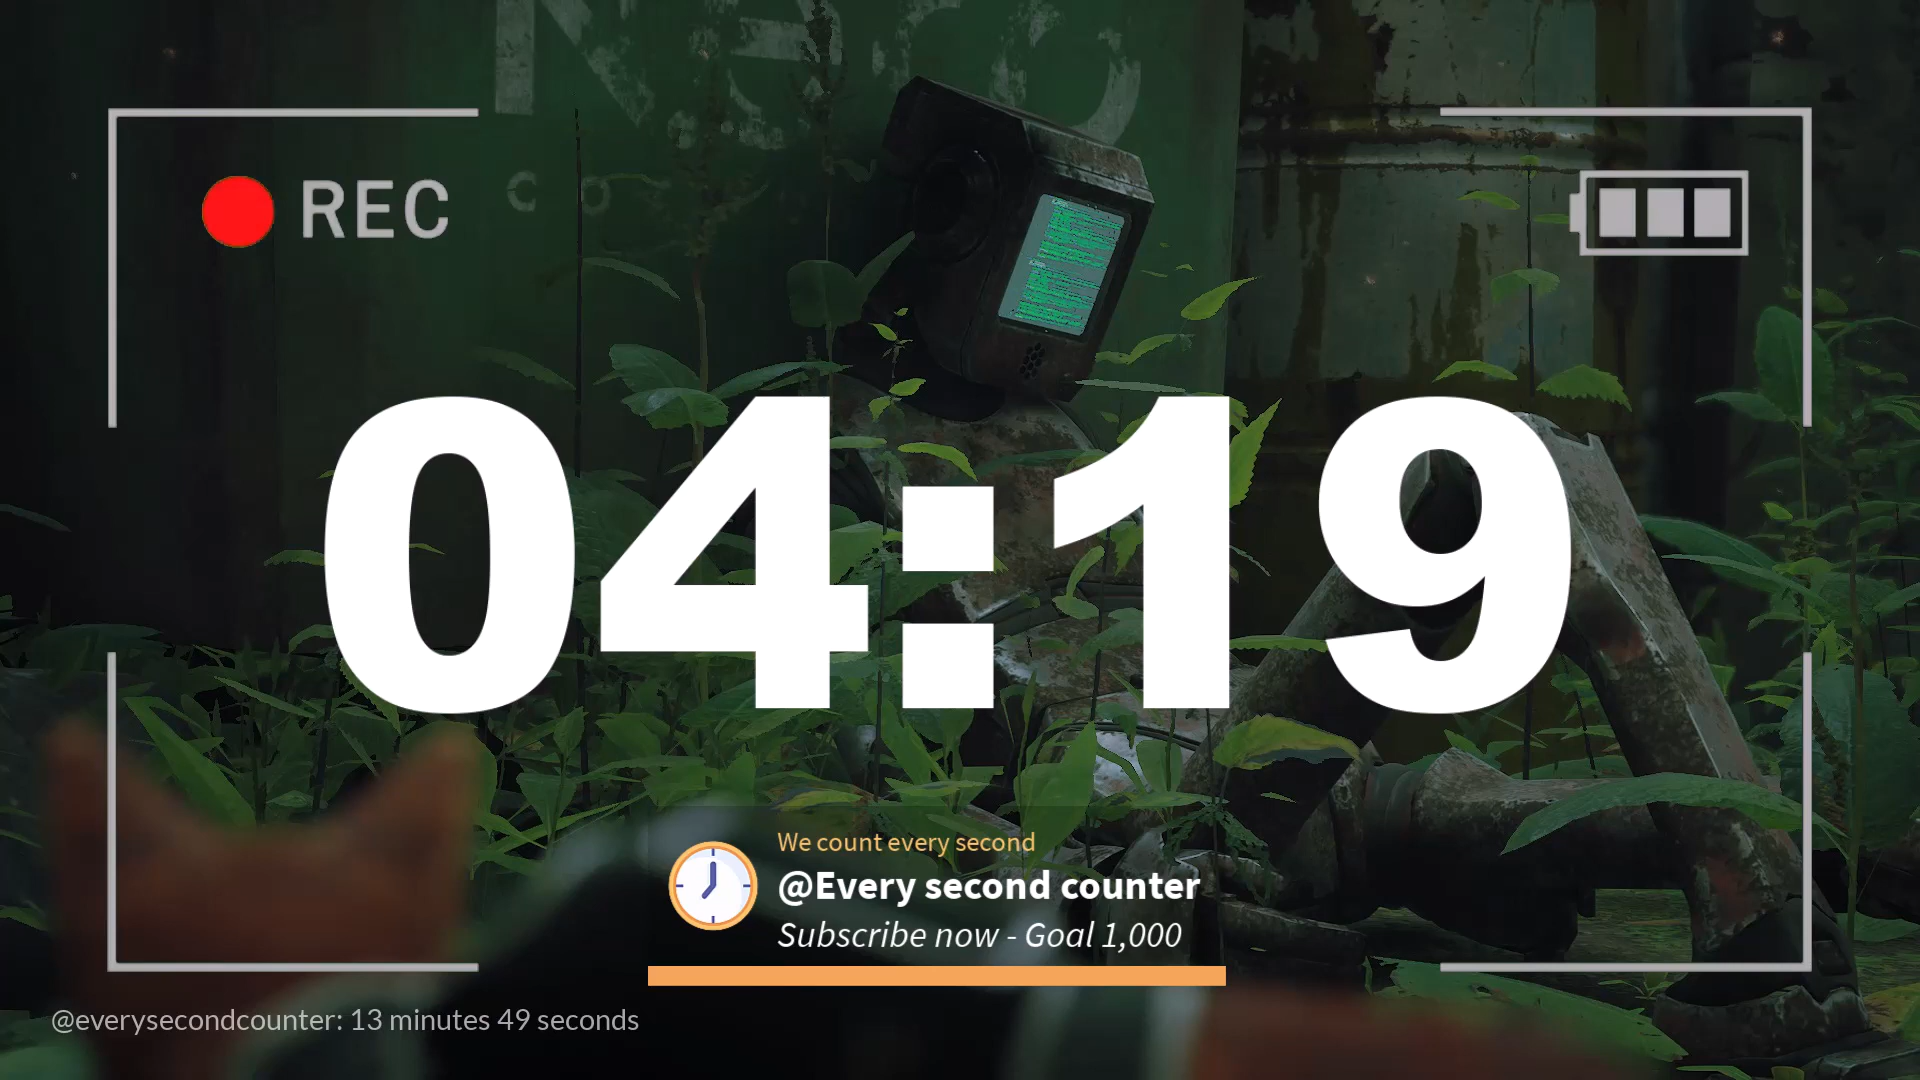 REC
04:19
We count every second
@Every second counter
Subscribe now - Goal 1,000
@everysecondcounter: 13 minutes 49 seconds